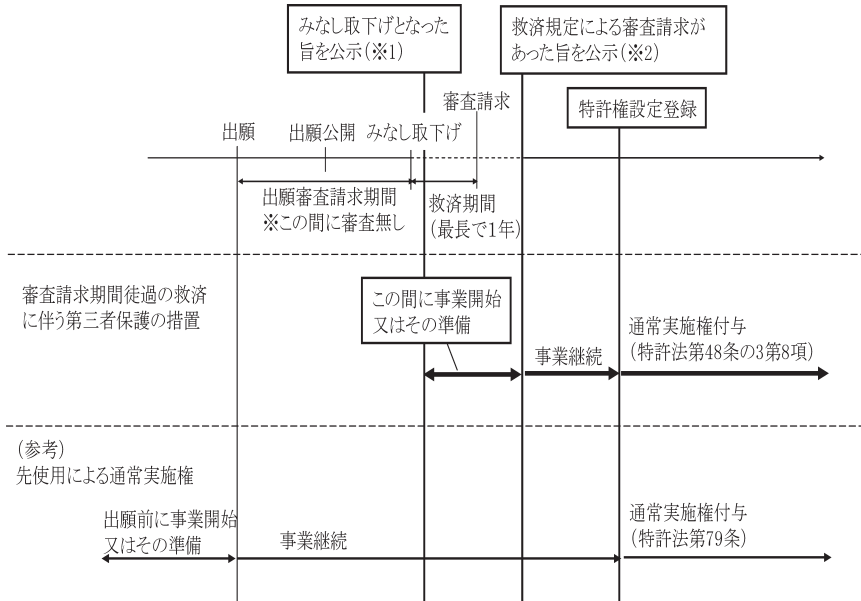 みなし取下げとなった
旨を公示(※1)
救済規定による審査請求が
あった旨を公示(※2)
審査請求
特許権設定登録
出願
出願公開
みなし取下げ
出願審査請求期間
※この間に審査無し
救済期間
(最長で1年)
審査請求期間徒過の救済
に伴う第三者保護の措置
この間に事業開始
又はその準備
事業継続
通常実施権付与
(特許法第48条の3第8項)
(参考)
先使用による通常実施権
出願前に事業開始
又はその準備
事業継続
通常実施権付与
(特許法第79条)